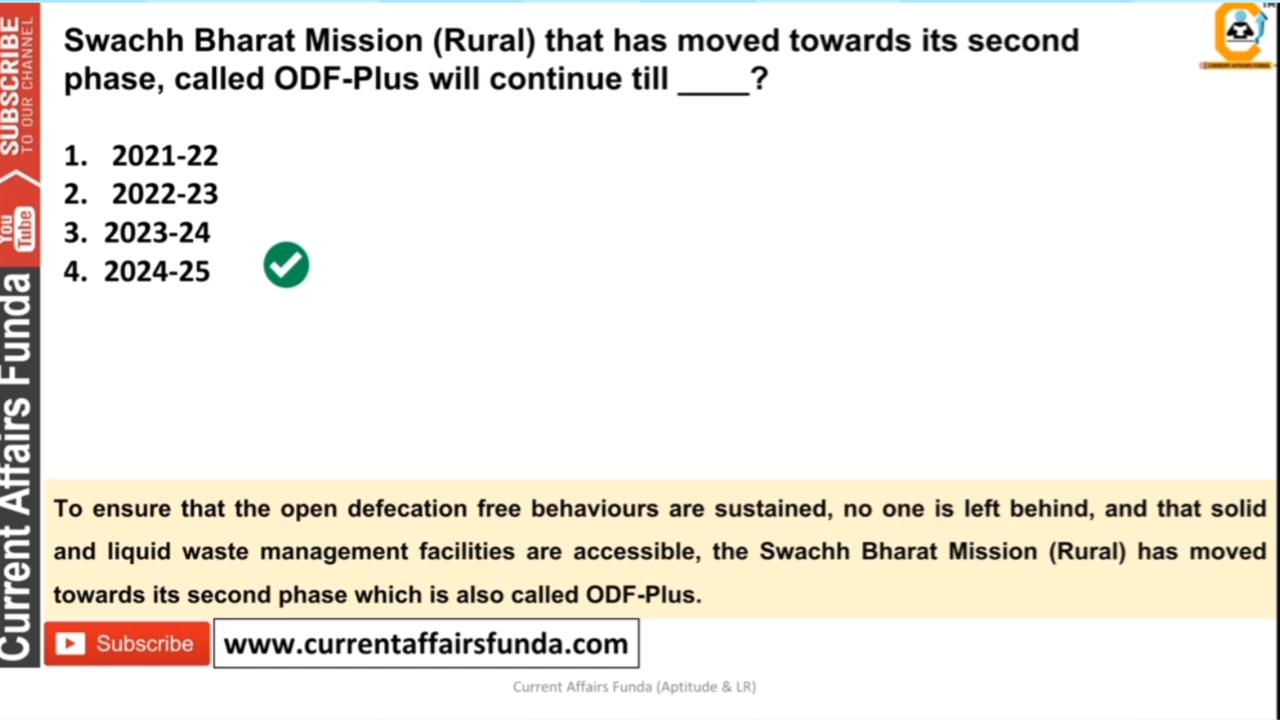 Swachh Bharat Mission (Rural) that has moved towards its second
phase, called ODF-Plus will continue till ____?
1. 2021-22
2. 2022-23
3. 2023-24
4. 2024-25
To ensure that the open defecation free behaviours are sustained, no one is left behind, and that solid
and liquid waste management facilities are accessible, the Swachh Bharat Mission (Rural) has moved
towards its second phase which is also called ODF-Plus.
Subscribe
www.currentaffairsfunda.com
Current Affairs Funda (Aptitude & LR)
SUBSCRIBE
TO OUR CHANNEL
You
Tube
Current Affairs Funda
CURRENT AFFAIRS FUNDA